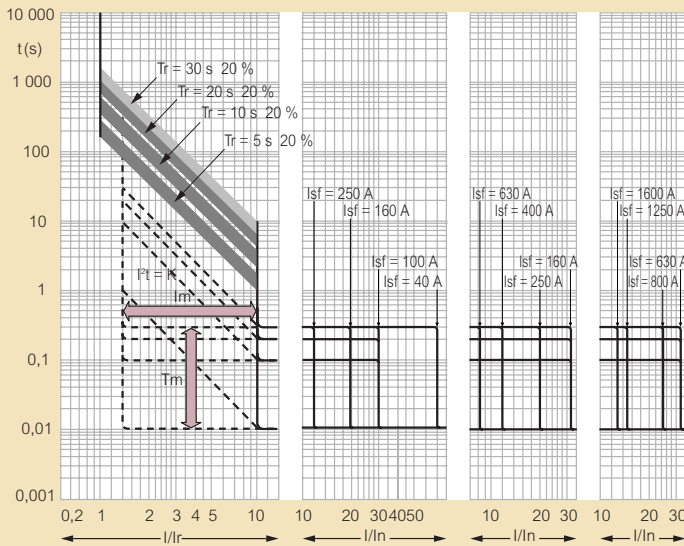 10 000
t(s)
1 000
100
10
1
0,1
0,01
0,001
Tr = 30 s 20 %
Tr = 20 s 20 %
Tr = 10 s 20 %
Tr = 5 s 20 %
I²t = K
Im
Tm
Isf = 250 A
Isf = 160 A
Isf = 100 A
Isf = 40 A
Isf = 630 A
Isf = 400 A
Isf = 160 A
Isf = 250 A
Isf = 1600 A
Isf = 1250 A
Isf = 630 A
Isf = 800 A
0,2 1 2 3 4 5 10
10 20 30 40 50
10 20 30
10 20 30
I/Ir
I/In
I/In
I/In